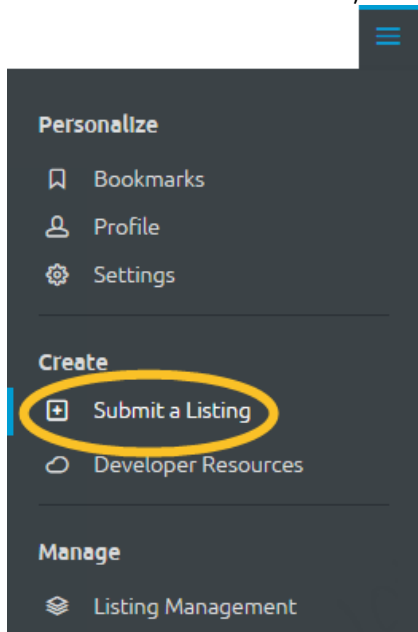 Personalize
Bookmarks
Profile
Settings
Create
Submit a Listing
Developer Resources
Manage
Listing Management